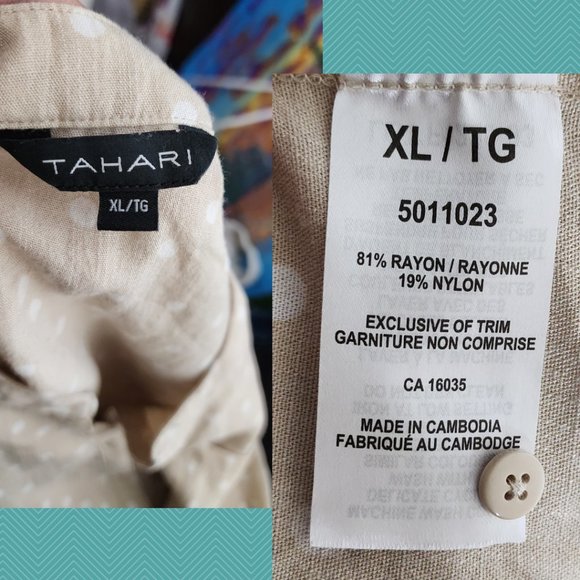 TAHARI
XL/TG
XL / TG
5011023
81% RAYON / RAYONNE
19% NYLON
EXCLUSIVE OF TRIM
GARNITURE NON COMPRISE
CA 16035
MADE IN CAMBODIA
FABRIQUÉ AU CAMBODGE